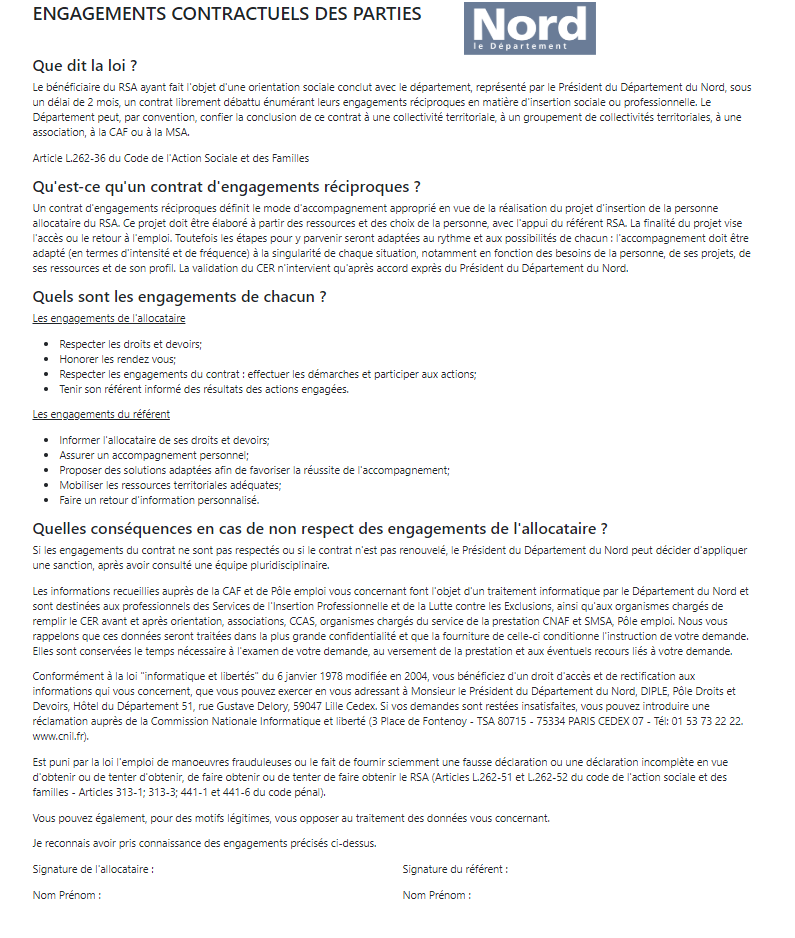 ENGAGEMENTS CONTRACTUELS DES PARTIES
Nord
le Département
Que dit la loi ?
Le bénéficiaire du RSA ayant fait l'objet d'une orientation sociale conclut avec le département, représenté par le Président du Département du Nord, sous
un délai de 2 mois, un contrat librement débattu énumérant leurs engagements réciproques en matière d'insertion sociale ou professionnelle. Le
Département peut, par convention, confier la conclusion de ce contrat à une collectivité territoriale, à un groupement de collectivités territoriales, à une
association, à la CAF ou à la MSA.
Article L.262-36 du Code de l'Action Sociale et des Familles
Qu'est-ce qu'un contrat d'engagements réciproques ?
Un contrat d'engagements réciproques définit le mode d'accompagnement approprié en vue de la réalisation du projet d'insertion de la personne
allocataire du RSA. Ce projet doit être élaboré à partir des ressources et des choix de la personne, avec l'appui du référent RSA. La finalité du projet vise
l'accès ou le retour à l'emploi. Toutefois les étapes pour y parvenir seront adaptées au rythme et aux possibilités de chacun : l'accompagnement doit être
adapté (en termes d'intensité et de fréquence) à la singularité de chaque situation, notamment en fonction des besoins de la personne, de ses projets, de
ses ressources et de son profil. La validation du CER n'intervient qu'après accord exprès du Président du Département du Nord.
Quels sont les engagements de chacun ?
Les engagements de l'allocataire
• Respecter les droits et devoirs;
• Honorer les rendez vous;
• Respecter les engagements du contrat : effectuer les démarches et participer aux actions;
• Tenir son référent informé des résultats des actions engagées.
Les engagements du référent
• Informer l'allocataire de ses droits et devoirs;
• Assurer un accompagnement personnel;
• Proposer des solutions adaptées afin de favoriser la réussite de l'accompagnement;
• Mobiliser les ressources territoriales adéquates;
• Faire un retour d'information personnalisé.
Quelles conséquences en cas de non respect des engagements de l'allocataire ?
Si les engagements du contrat ne sont pas respectés ou si le contrat n'est pas renouvelé, le Président du Département du Nord peut décider d'appliquer
une sanction, après avoir consulté une équipe pluridisciplinaire.
Les informations recueillies auprès de la CAF et de Pôle emploi vous concernant font l'objet d'un traitement informatique par le Département du Nord et
sont destinées aux professionnels des Services de l'Insertion Professionnelle et de la Lutte contre les Exclusions, ainsi qu'aux organismes chargés de
remplir le CER avant et après orientation, associations, CCAS, organismes chargés du service de la prestation CNAF et SMSA, Pôle emploi. Nous vous
rappelons que ces données seront traitées dans la plus grande confidentialité et que la fourniture de celle-ci conditionne l'instruction de votre demande.
Elles sont conservées le temps nécessaire à l'examen de votre demande, au versement de la prestation et aux éventuels recours liés à votre demande.
Conformément à la loi "informatique et libertés" du 6 janvier 1978 modifiée en 2004, vous bénéficiez d'un droit d'accès et de rectification aux
informations qui vous concernent, que vous pouvez exercer en vous adressant à Monsieur le Président du Département du Nord, DIPLE, Pôle Droits et
Devoirs, Hôtel du Département 51, rue Gustave Delory, 59047 Lille Cedex. Si vos demandes sont restées insatisfaites, vous pouvez introduire une
réclamation auprès de la Commission Nationale Informatique et liberté (3 Place de Fontenoy - TSA 80715 - 75334 PARIS CEDEX 07 - Tél: 01 53 73 22 22.
www.cnil.fr).
Est puni par la loi l'emploi de manoeuvres frauduleuses ou le fait de fournir sciemment une fausse déclaration ou une déclaration incomplète en vue
d'obtenir ou de tenter d'obtenir, de faire obtenir ou de tenter de faire obtenir le RSA (Articles L.262-51 et L.262-52 du code de l'action sociale et des
familles - Articles 313-1; 313-3; 441-1 et 441-6 du code pénal).
Vous pouvez également, pour des motifs légitimes, vous opposer au traitement des données vous concernant.
Je reconnais avoir pris connaissance des engagements précisés ci-dessus.
Signature de l'allocataire : Signature du référent :
Nom Prénom : Nom Prénom :